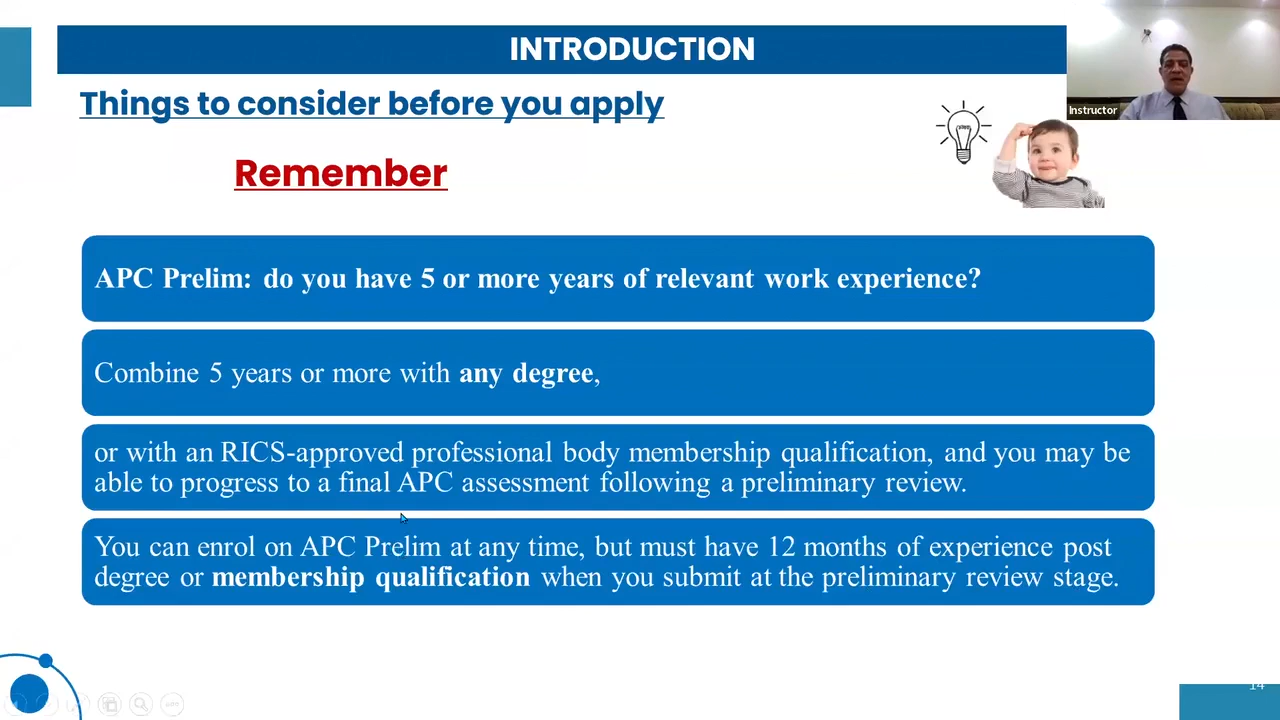 INTRODUCTION
Things to consider before you apply
Instructor
Remember
APC Prelim: do you have 5 or more years of relevant work experience?
Combine 5 years or more with any degree,
or with an RICS-approved professional body membership qualification, and you may be
able to progress to a final APC assessment following a preliminary review.
You can enrol on APC Prelim at any time, but must have 12 months of experience post
degree or membership qualification when you submit at the preliminary review stage.
14